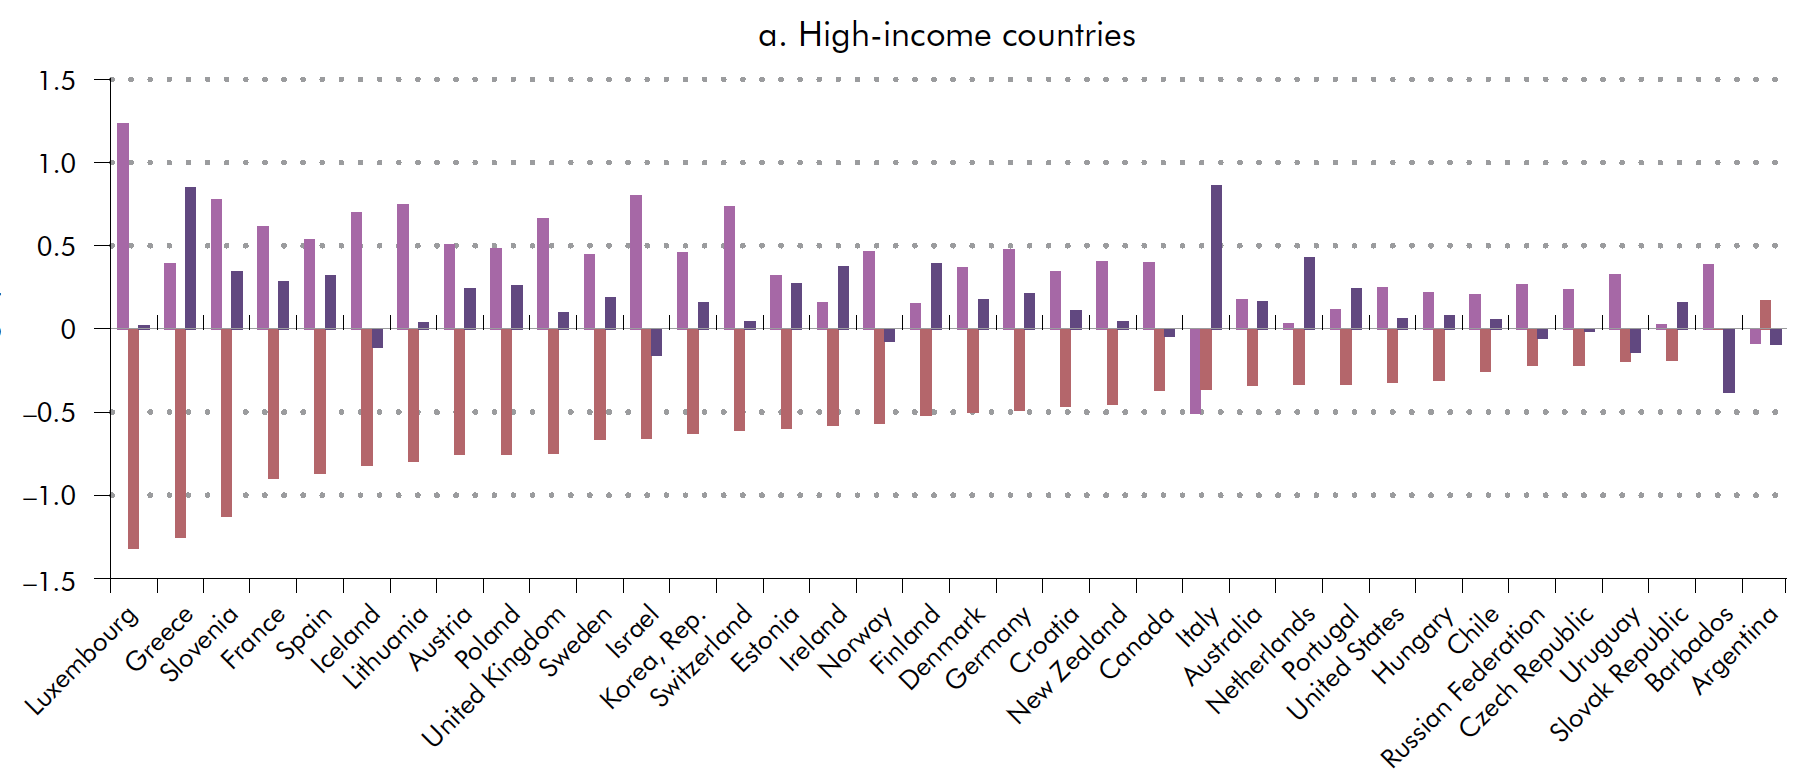 a. High-income countries
1.5
1.0
0.5
0
–0.5
–1.0
–1.5
Luxembourg
Greece
Slovenia
France
Spain
Iceland
Lithuania
Austria
Poland
United Kingdom
Sweden
Israel
Korea, Rep.
Switzerland
Estonia
Ireland
Norway
Finland
Denmark
Germany
Croatia
New Zealand
Canada
Italy
Australia
Netherlands
Portugal
United States
Hungary
Chile
Russian Federation
Czech Republic
Uruguay
Slovak Republic
Barbados
Argentina